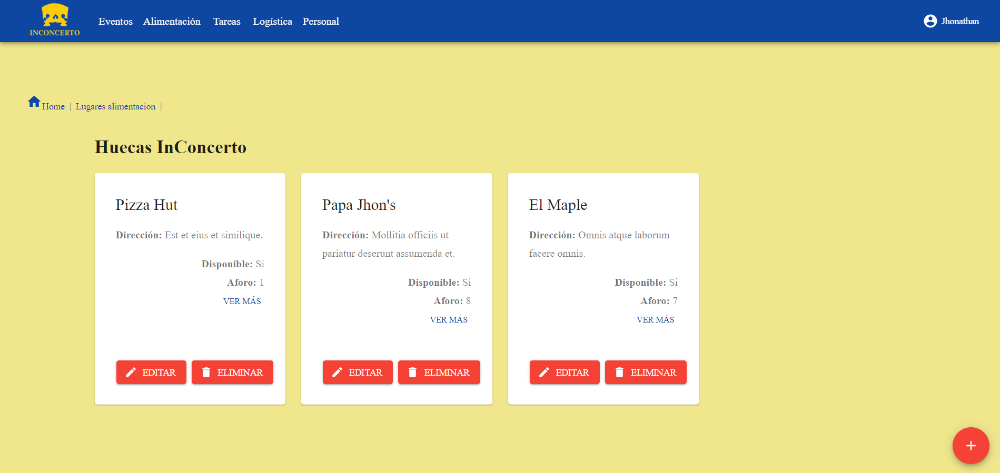 INCONCERTO
Eventos Alimentación Tareas Logística Personal
Jhonathan
Home | Lugares alimentacion |
Huecas InConcerto
Pizza Hut
Dirección: Est et eius et similique.
Disponible: Si
Aforo: 1
VER MÁS
EDITAR ELIMINAR
Papa Jhon's
Dirección: Mollitia officiis ut
pariatur deserunt assumenda et.
Disponible: Si
Aforo: 8
VER MÁS
EDITAR ELIMINAR
El Maple
Dirección: Omnis atque laborum
facere omnis.
Disponible: Si
Aforo: 7
VER MÁS
EDITAR ELIMINAR
+